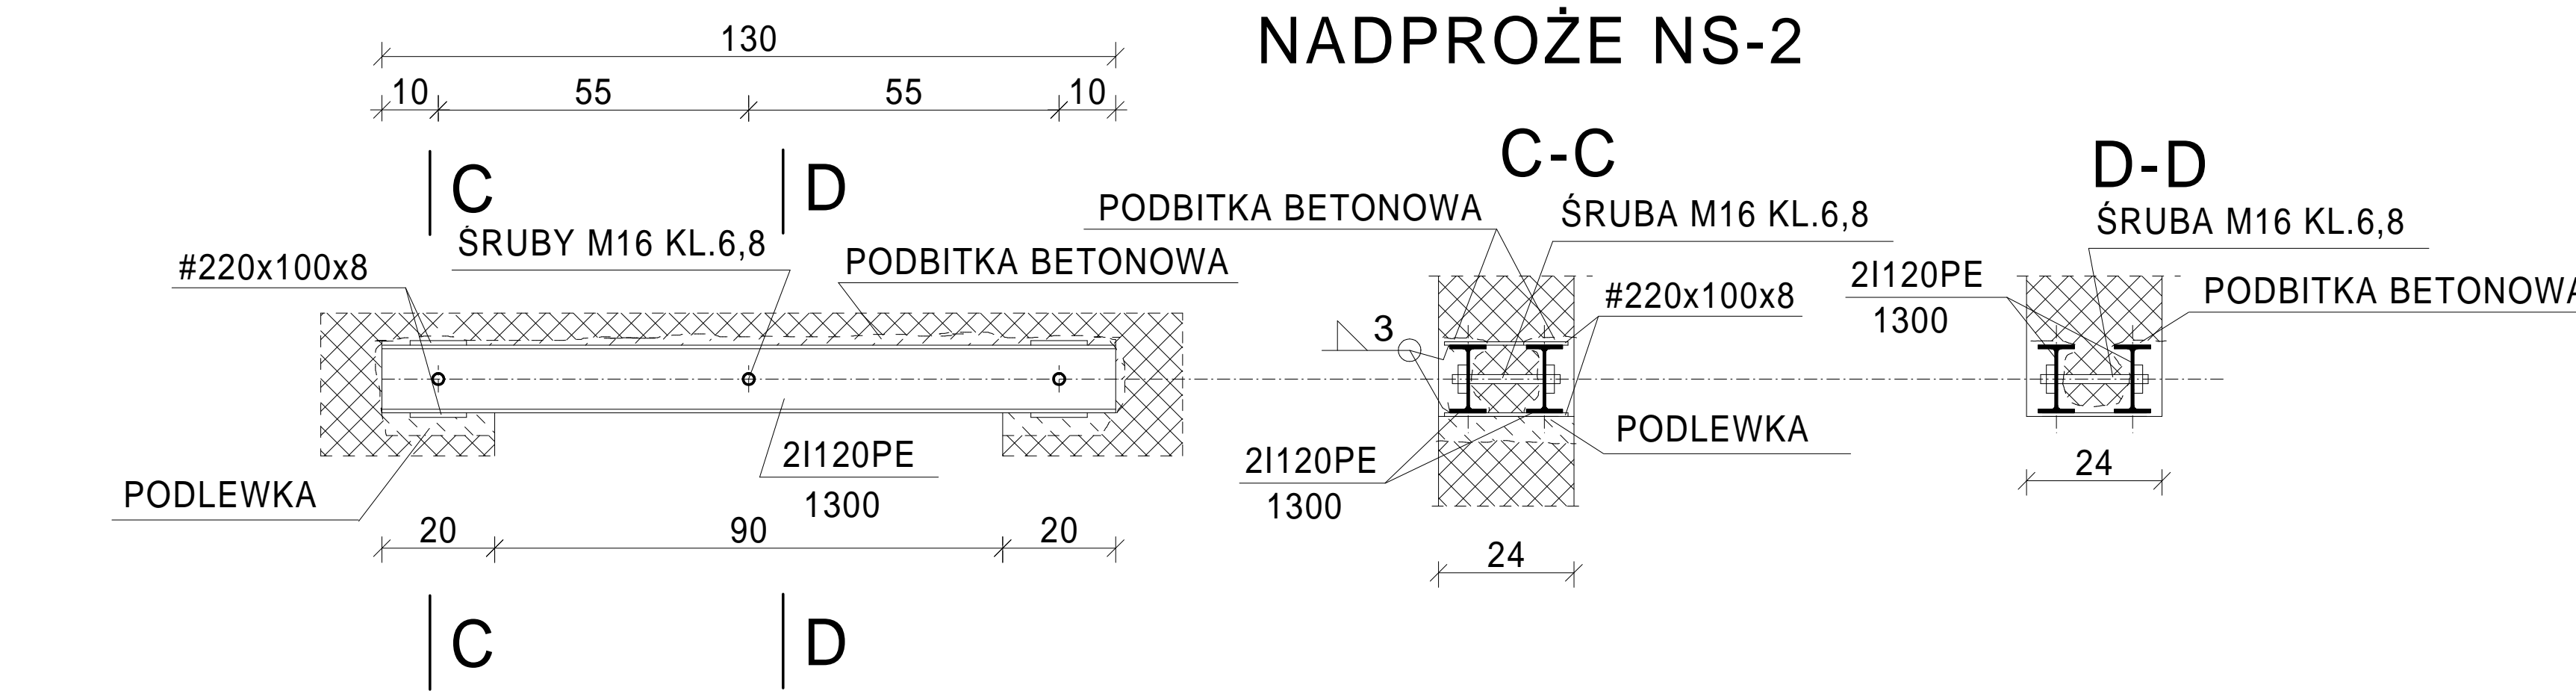 NADPROŻE NS-2
130
10 55 55 10
C D
ŚRUBY M16 KL.6,8
#220x100x8
PODBITKA BETONOWA
2I120PE
1300
PODLEWKA
20 90 20
C D
C-C
PODBITKA BETONOWA
ŚRUBA M16 KL.6,8
#220x100x8
3
PODLEWKA
2I120PE
1300
24
D-D
ŚRUBA M16 KL.6,8
2I120PE
1300
PODBITKA BETONOWA
24